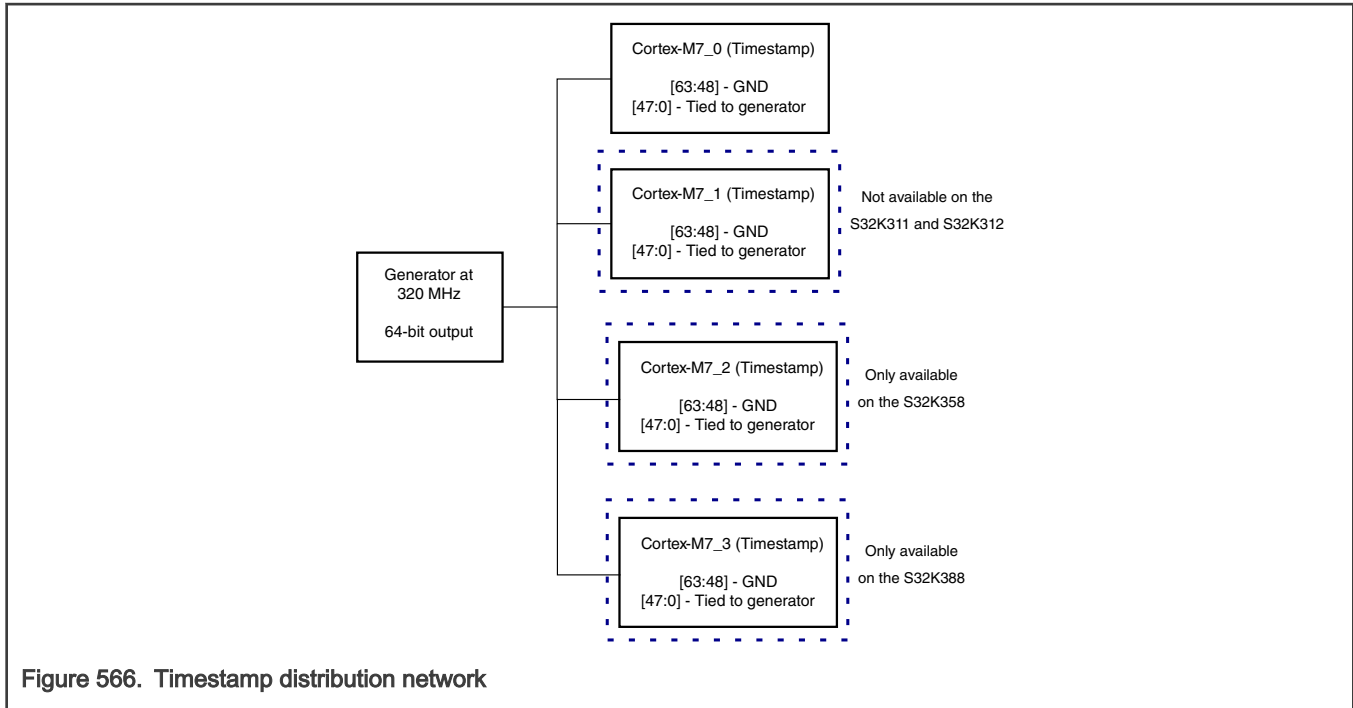 Cortex-M7_0 (Timestamp)
[63:48] - GND
[47:0] - Tied to generator
Cortex-M7_1 (Timestamp)
[63:48] - GND
[47:0] - Tied to generator
Not available on the
S32K311 and S32K312
Generator at
320 MHz
64-bit output
Cortex-M7_2 (Timestamp)
[63:48] - GND
[47:0] - Tied to generator
Only available
on the S32K358
Cortex-M7_3 (Timestamp)
[63:48] - GND
[47:0] - Tied to generator
Only available
on the S32K388
Figure 566. Timestamp distribution network